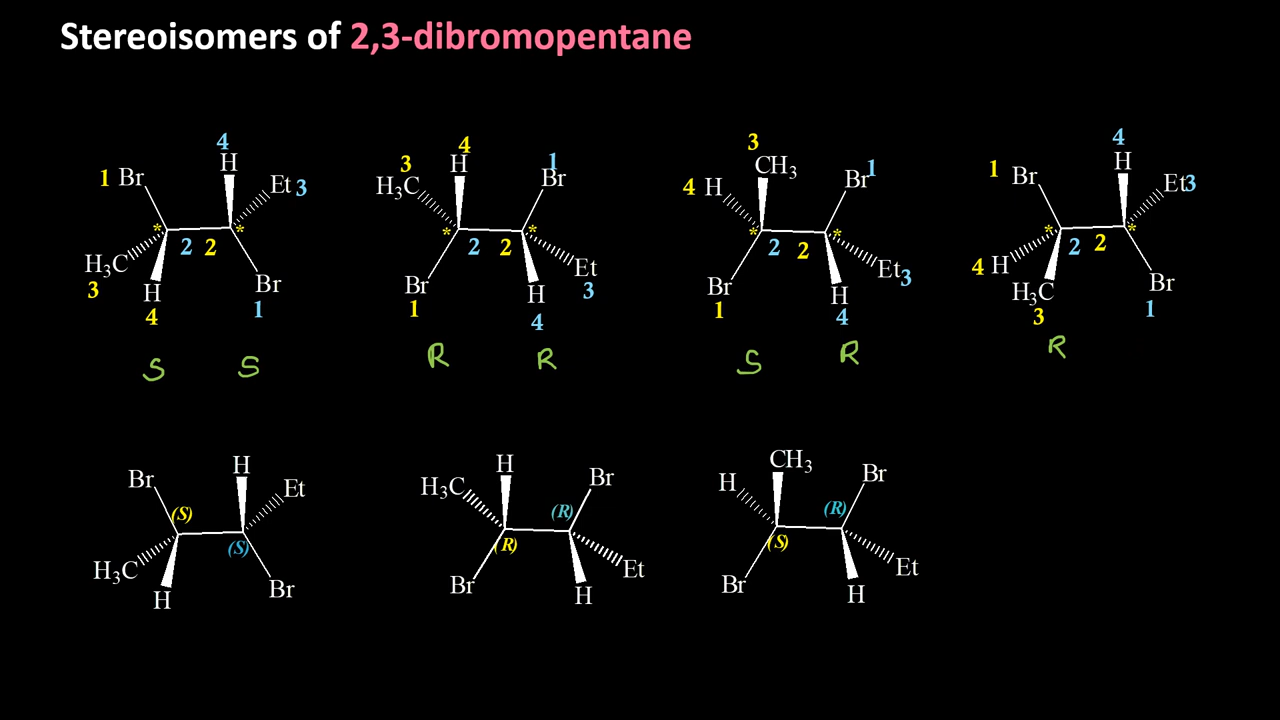 Stereoisomers of 2,3-dibromopentane
4 4 3 4
3 1 1
1 Br H H CH₃ Br 1 Br H
Et 3 H₃C Br 4 H Et 3
* * * * * * * *
2 2 2 2 2 2 2 2
H₃C Br Et Et 3 4 H Br
3 H Br H Br H H₃C
4 1 1 3 1 4 3 1
4
S S R R S R R
H H CH₃
Br Et H₃C Br H Br
(S) (R) (R)
(S) (R) (S)
H₃C Br Br Et Br Et
H H H